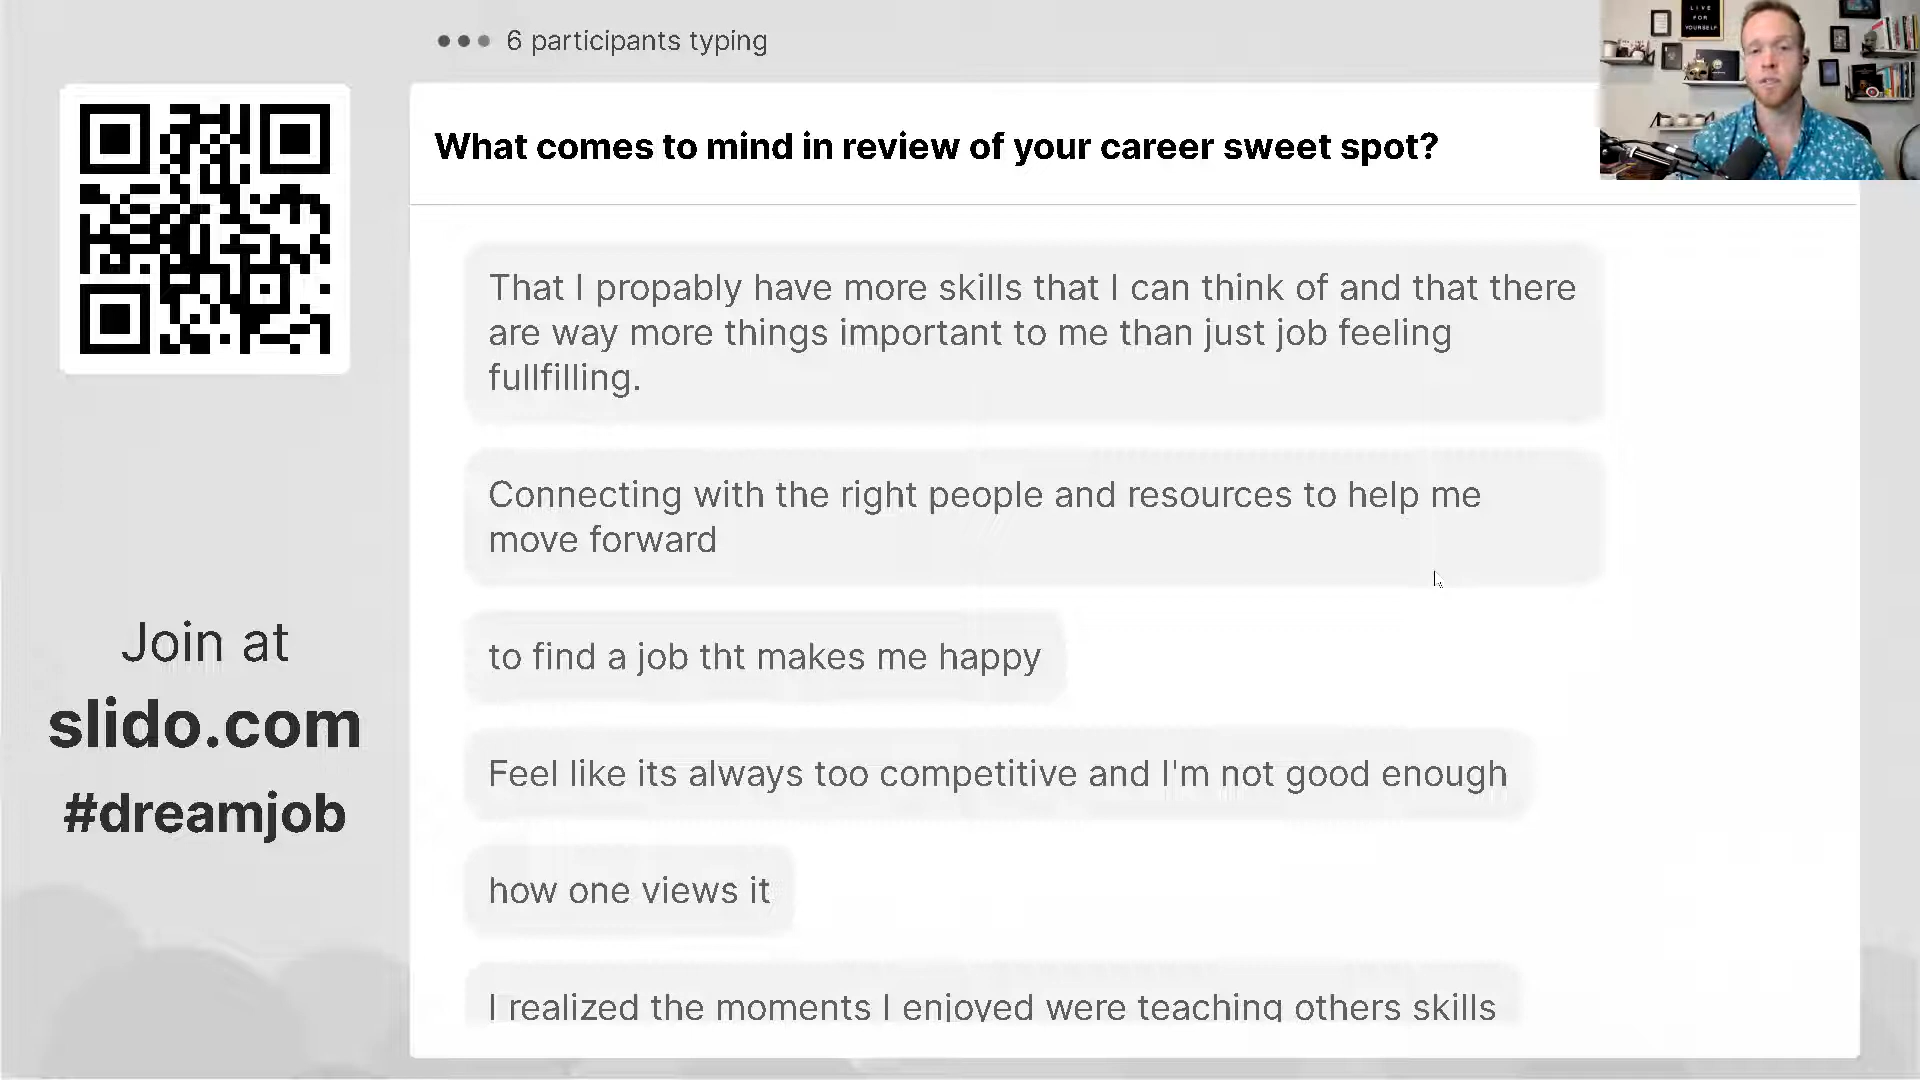 6 participants typing
LIVE
FOR
YOURSELF
What comes to mind in review of your career sweet spot?
That I propably have more skills that I can think of and that there
are way more things important to me than just job feeling
fullfilling.
Connecting with the right people and resources to help me
move forward
to find a job tht makes me happy
Feel like its always too competitive and I'm not good enough
how one views it
I realized the moments I enjoyed were teaching others skills
Join at
slido.com
#dreamjob